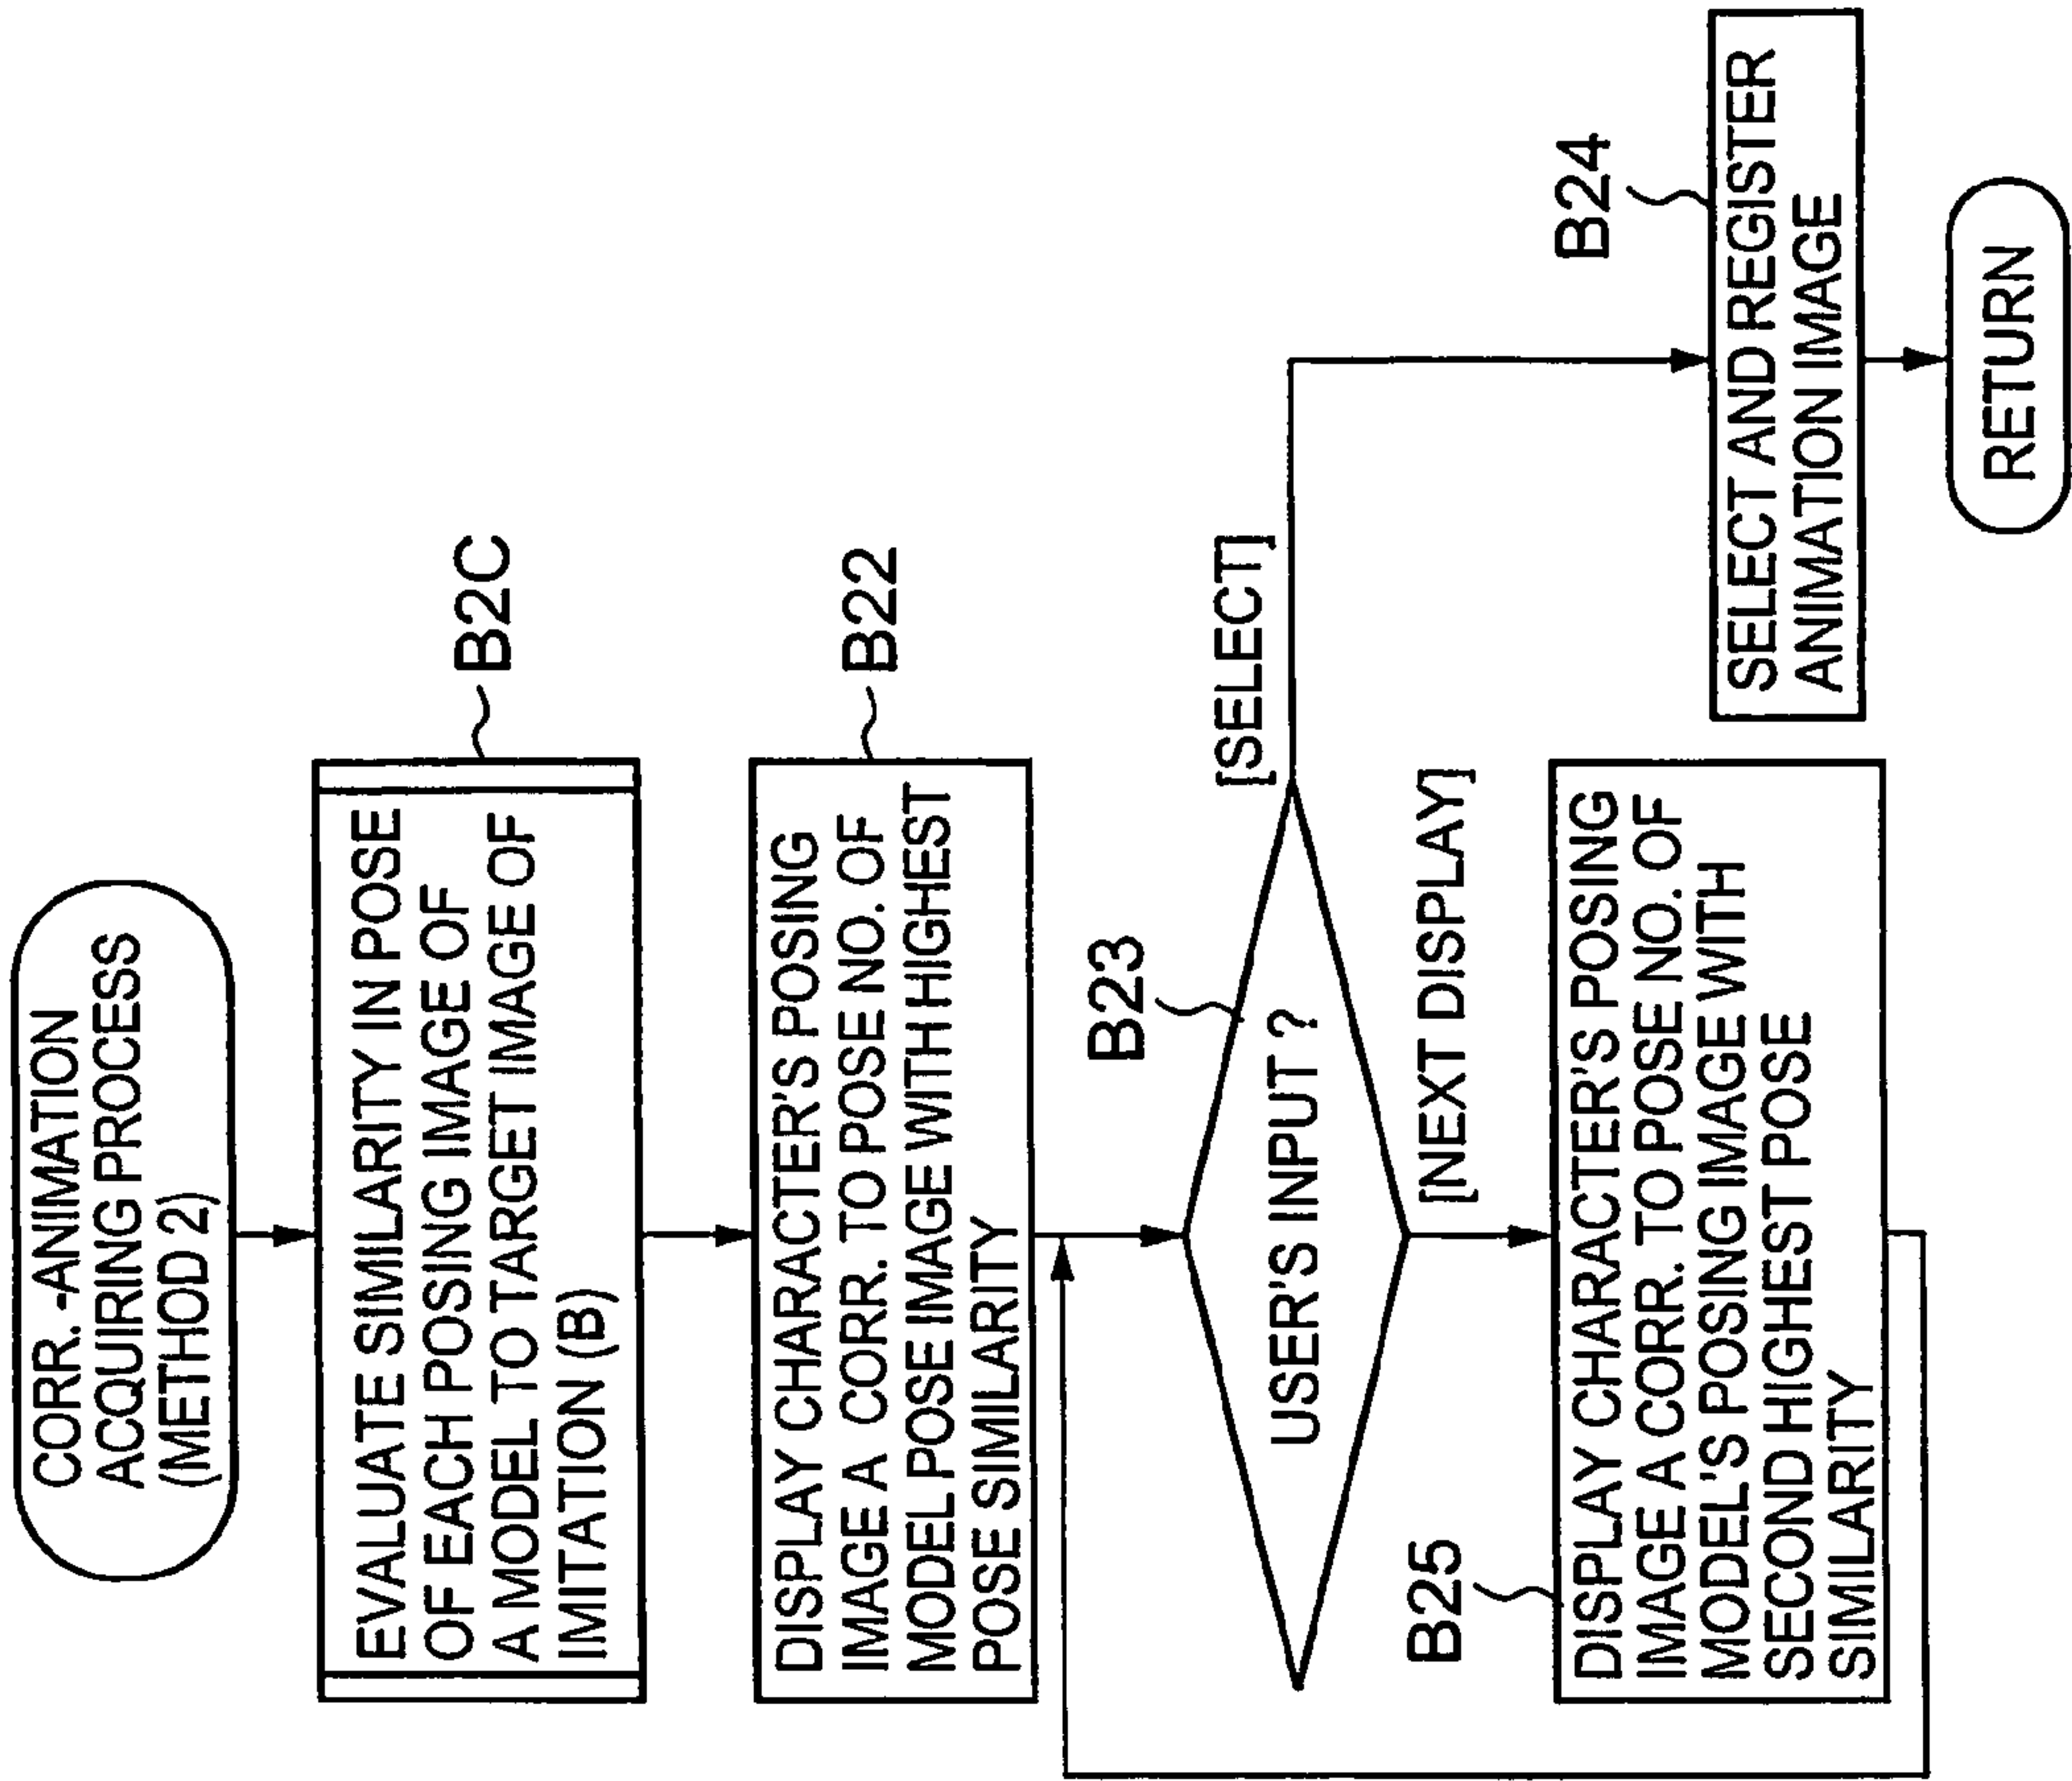 CORR.-ANIMATION
ACQUIRING PROCESS
(METHOD 2)
B2C
EVALUATE SIMILARITY IN POSE
OF EACH POSING IMAGE OF
A MODEL TO TARGET IMAGE OF
IMITATION (B)
B22
DISPLAY CHARACTER'S POSING
IMAGE A CORR. TO POSE NO. OF
MODEL POSE IMAGE WITH HIGHEST
POSE SIMILARITY
B23
USER'S INPUT ?
[SELECT]
[NEXT DISPLAY]
B25
DISPLAY CHARACTER'S POSING
IMAGE A CORR. TO POSE NO. OF
MODEL'S POSING IMAGE WITH
SECOND HIGHEST POSE
SIMILARITY
B24
SELECT AND REGISTER
ANIMATION IMAGE
RETURN